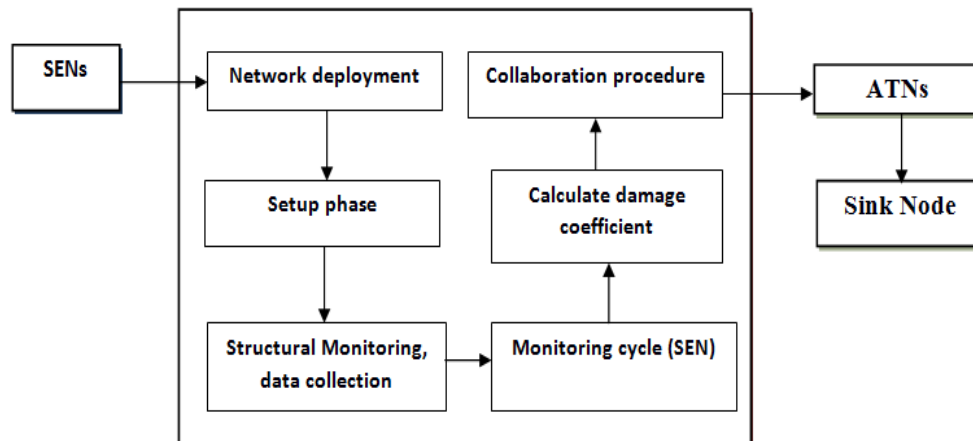 SENs
Network deployment
Setup phase
Structural Monitoring,
data collection
Monitoring cycle (SEN)
Calculate damage
coefficient
Collaboration procedure
ATNs
Sink Node